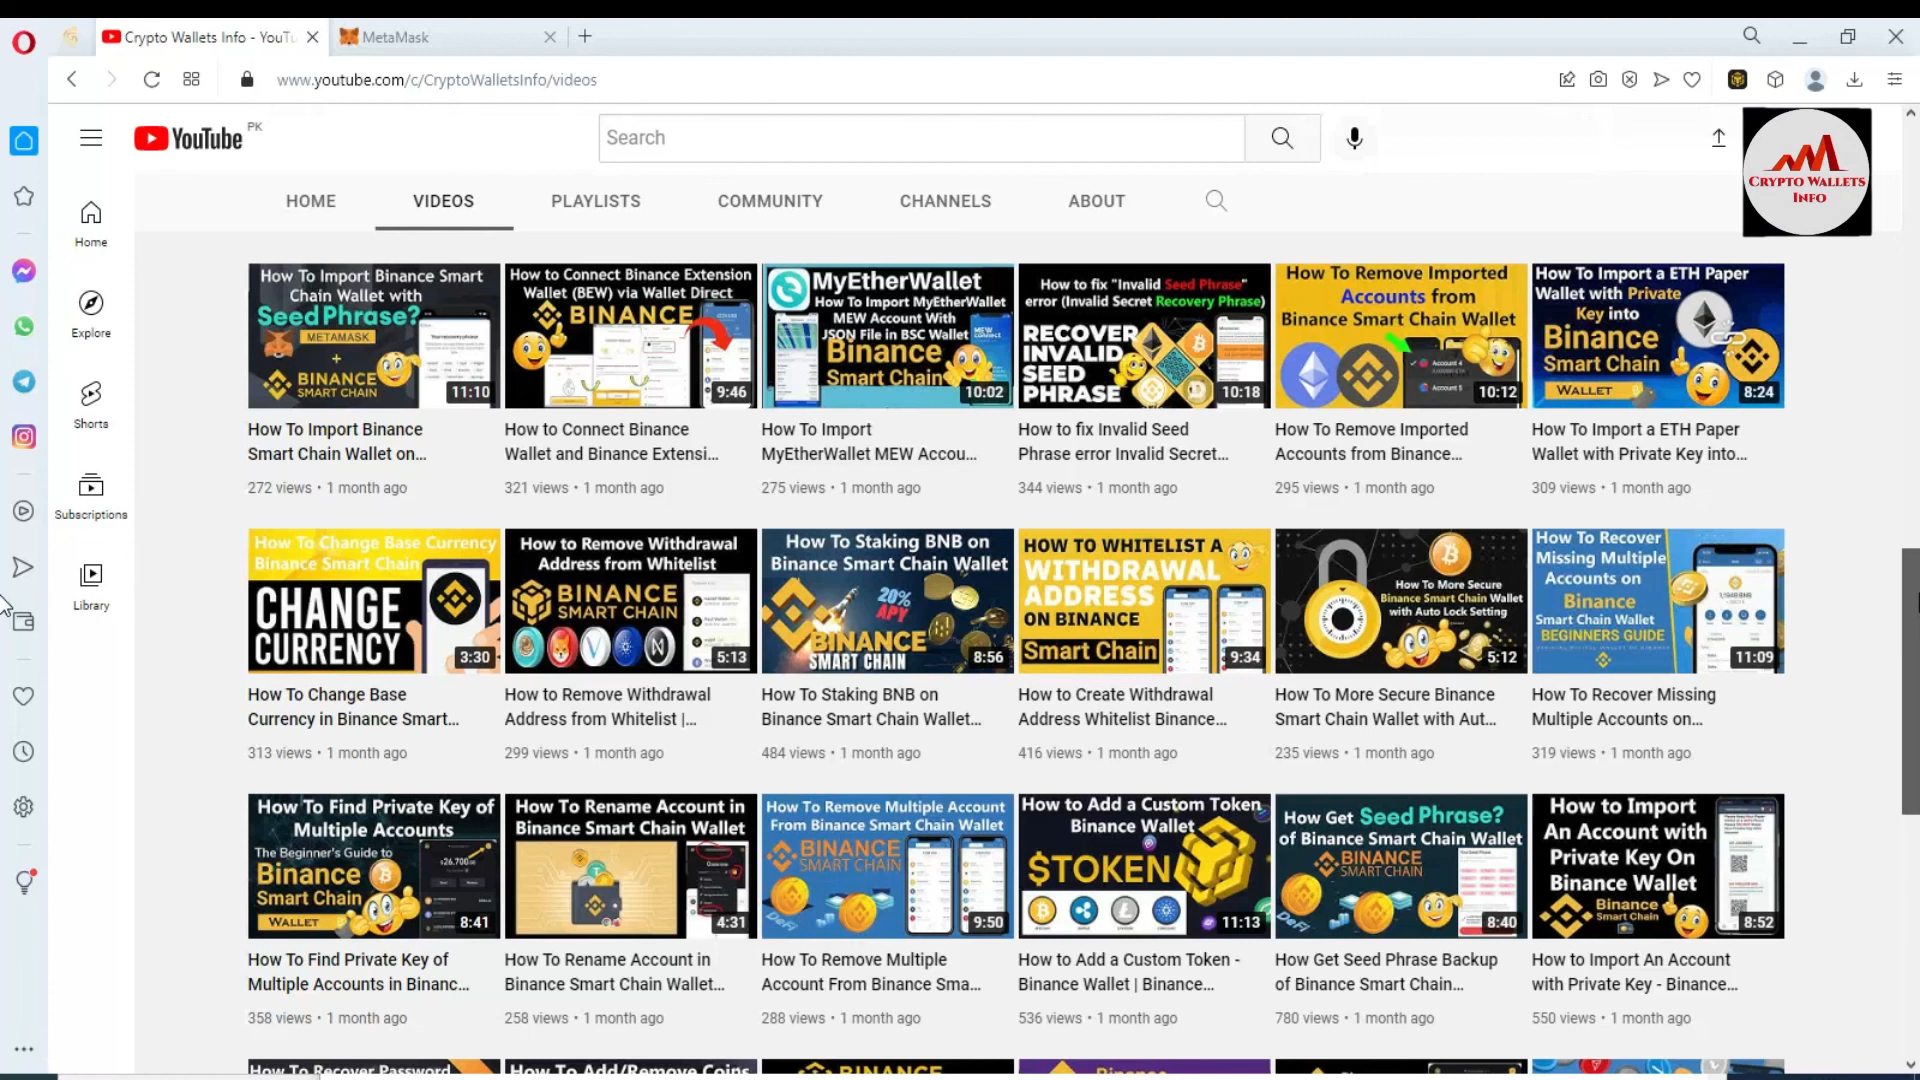 Crypto Wallets Info - YouTu
MetaMask
www.youtube.com/c/CryptoWalletsInfo/videos
YouTube PK
Search
CRYPTO WALLETS
INFO
HOME VIDEOS PLAYLISTS COMMUNITY CHANNELS ABOUT
Home
Explore
Shorts
Subscriptions
Library
How To Import Binance Smart
Chain Wallet with
Seed Phrase?
METAMASK
+
BINANCE
SMART CHAIN
11:10
How to Connect Binance Extension
Wallet (BEW) via Wallet Direct
BINANCE
9:46
MyEtherWallet
How To Import MyEtherWallet
MEW Account With
JSON File in BSC Wallet
Binance
Smart Chain
10:02
How to fix "Invalid Seed Phrase"
error (Invalid Secret Recovery Phrase)
RECOVER
INVALID
SEED
PHRASE
10:18
How To Remove Imported
Accounts from
Binance Smart Chain Wallet
Account 4
Account 5
10:12
How To Import a ETH Paper
Wallet with Private
Key into
Binance
Smart Chain
WALLET
8:24
How To Import Binance
Smart Chain Wallet on...
272 views • 1 month ago
How to Connect Binance
Wallet and Binance Extensi...
321 views • 1 month ago
How To Import
MyEtherWallet MEW Accou...
275 views • 1 month ago
How to fix Invalid Seed
Phrase error Invalid Secret...
344 views • 1 month ago
How To Remove Imported
Accounts from Binance...
295 views • 1 month ago
How To Import a ETH Paper
Wallet with Private Key into...
309 views • 1 month ago
How To Change Base Currency
Binance Smart Chain
CHANGE
CURRENCY
3:30
How to Remove Withdrawal
Address from Whitelist
BINANCE
SMART CHAIN
5:13
How To Staking BNB on
Binance Smart Chain Wallet
20%
APY
BINANCE
SMART CHAIN
8:56
HOW TO WHITELIST A
WITHDRAWAL
ADDRESS
ON BINANCE
Smart Chain
9:34
How To More Secure
Binance Smart Chain Wallet
with Auto Lock Setting
5:12
How To Recover
Missing Multiple
Accounts on
Binance
Smart Chain Wallet
BEGINNERS GUIDE
11:09
How To Change Base
Currency in Binance Smart...
313 views • 1 month ago
How to Remove Withdrawal
Address from Whitelist |...
299 views • 1 month ago
How To Staking BNB on
Binance Smart Chain Wallet...
484 views • 1 month ago
How to Create Withdrawal
Address Whitelist Binance...
416 views • 1 month ago
How To More Secure Binance
Smart Chain Wallet with Aut...
235 views • 1 month ago
How To Recover Missing
Multiple Accounts on...
319 views • 1 month ago
How To Find Private Key of
Multiple Accounts
The Beginner's Guide to
Binance
Smart Chain
WALLET
$26,700
8:41
How To Rename Account in
Binance Smart Chain Wallet
4:31
How To Remove Multiple Account
From Binance Smart Chain Wallet
BINANCE
SMART CHAIN
DeFi
9:50
How to Add a Custom Token
Binance Wallet
$TOKEN
11:13
How Get Seed Phrase?
of Binance Smart Chain Wallet
BINANCE
SMART CHAIN
DeFi
8:40
How to Import
An Account with
Private Key On
Binance Wallet
Binance
Smart Chain
8:52
How To Find Private Key of
Multiple Accounts in Binanc...
358 views • 1 month ago
How To Rename Account in
Binance Smart Chain Wallet...
258 views • 1 month ago
How To Remove Multiple
Account From Binance Sma...
288 views • 1 month ago
How to Add a Custom Token -
Binance Wallet | Binance...
536 views • 1 month ago
How Get Seed Phrase Backup
of Binance Smart Chain...
780 views • 1 month ago
How to Import An Account
with Private Key - Binance...
550 views • 1 month ago
How To Recover Password
How To Add/Remove Coins
BINANCE
Binance